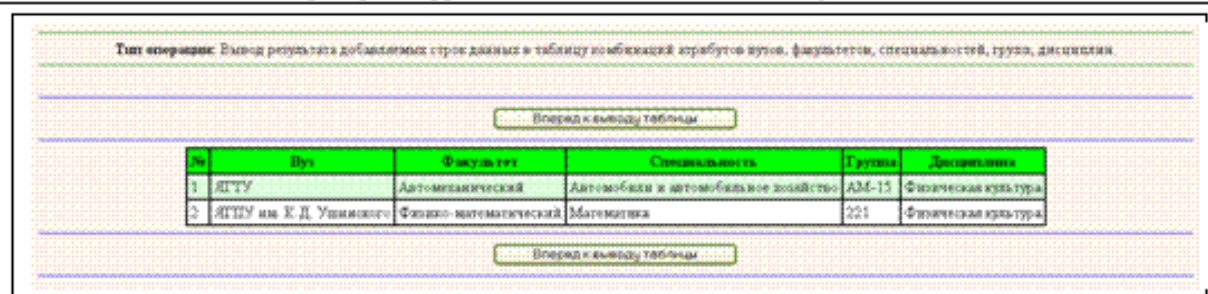 Тип операции: Вывод результата добавляемых строк данных в таблицу комбинаций атрибутов вузов, факультетов, специальностей, групп, дисциплин
Вперед к выводу таблицы
№ Вуз Факультет Специальность Группа Дисциплина
1 ЯГТУ Автомеханический Автомобили и автомобильное хозяйство АМ-15 Физическая культура
2 ЯГПУ им. К.Д. Ушинского Физико-математический Математика 221 Физическая культура
Вперед к выводу таблицы